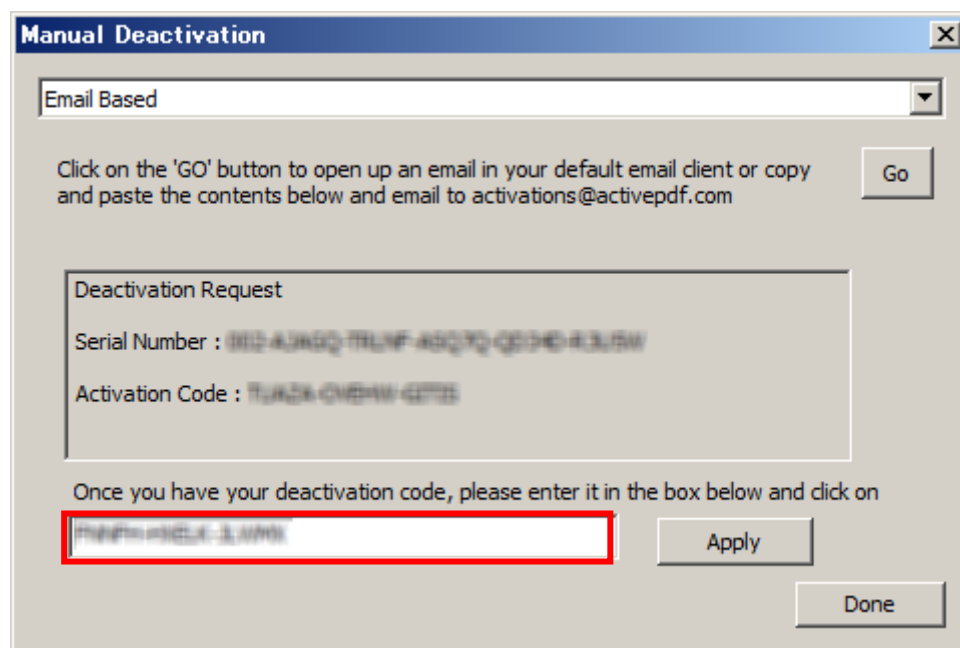 Manual Deactivation
Email Based
Click on the 'GO' button to open up an email in your default email client or copy
and paste the contents below and email to activations@activepdf.com
Go
Deactivation Request
Serial Number :
Activation Code :
Once you have your deactivation code, please enter it in the box below and click on
Apply
Done